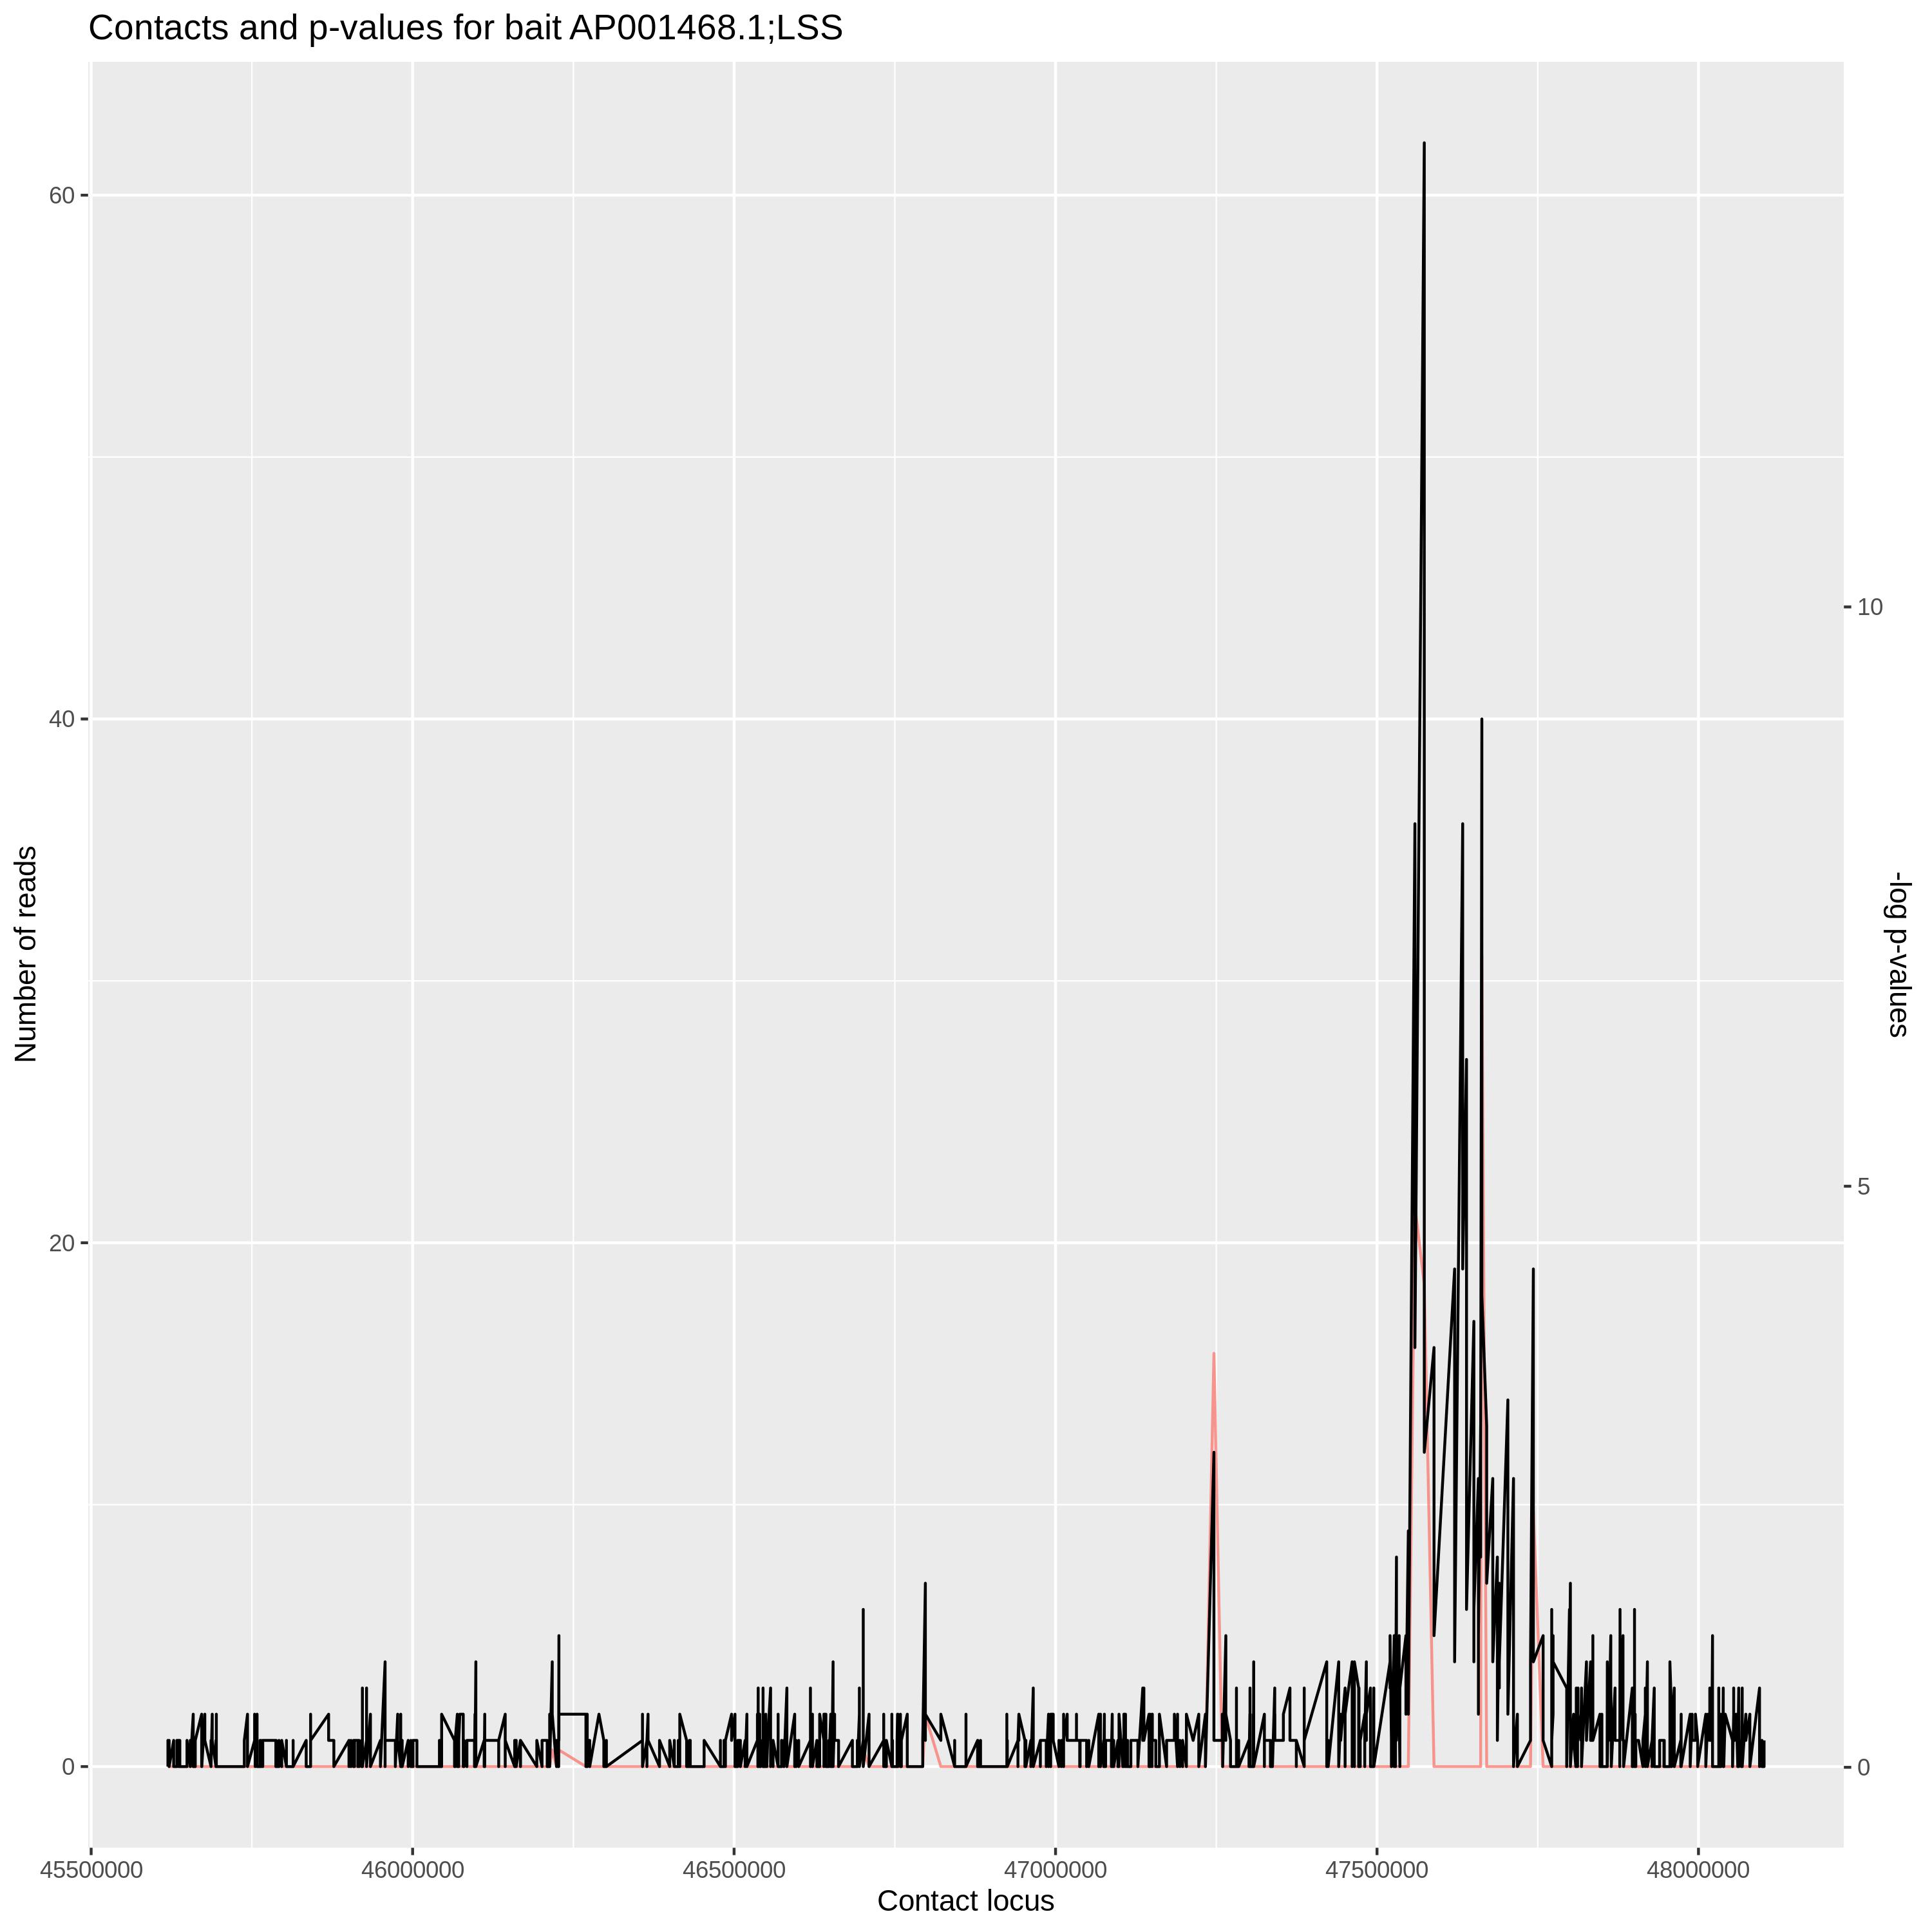 Contacts and p-values for bait AP001468.1;LSS
60
40
20
0
Number of reads
10
5
0
-log p-values
45500000 46000000 46500000 47000000 47500000 48000000
Contact locus